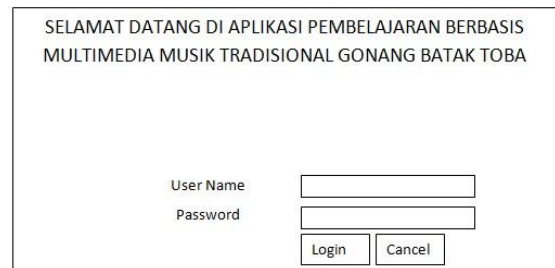 SELAMAT DATANG DI APLIKASI PEMBELAJARAN BERBASIS
MULTIMEDIA MUSIK TRADISIONAL GONANG BATAK TOBA
User Name
Password
Login Cancel